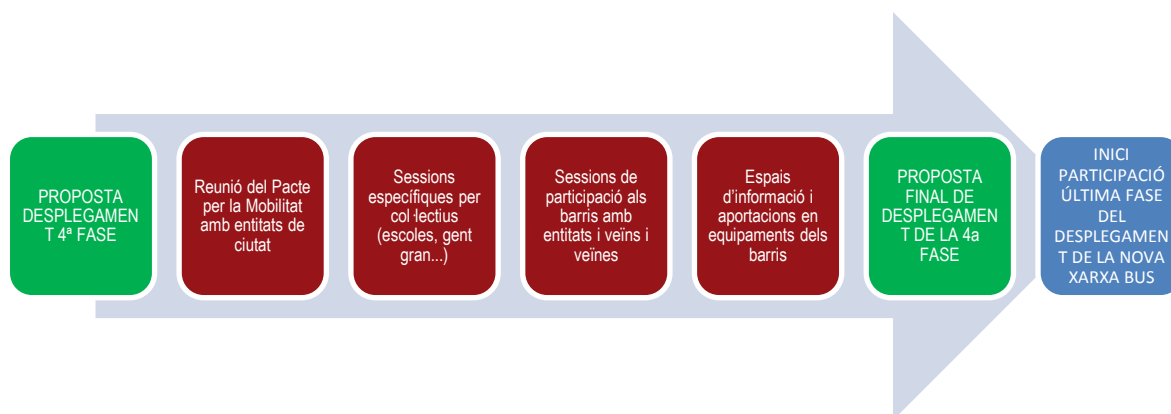 PROPOSTA
DESPLEGAMEN
T 4ª FASE
Reunió del Pacte
per la Mobilitat
amb entitats de
ciutat
Sessions
específiques per
col·lectius
(escoles, gent
gran...)
Sessions de
participació als
barris amb
entitats i veïns i
veïnes
Espais
d'informació i
aportacions en
equipaments dels
barris
PROPOSTA
FINAL DE
DESPLEGAMEN
T DE LA 4a
FASE
INICI
PARTICIPACIÓ
ÚLTIMA FASE
DEL
DESPLEGAMEN
T DE LA NOVA
XARXA BUS